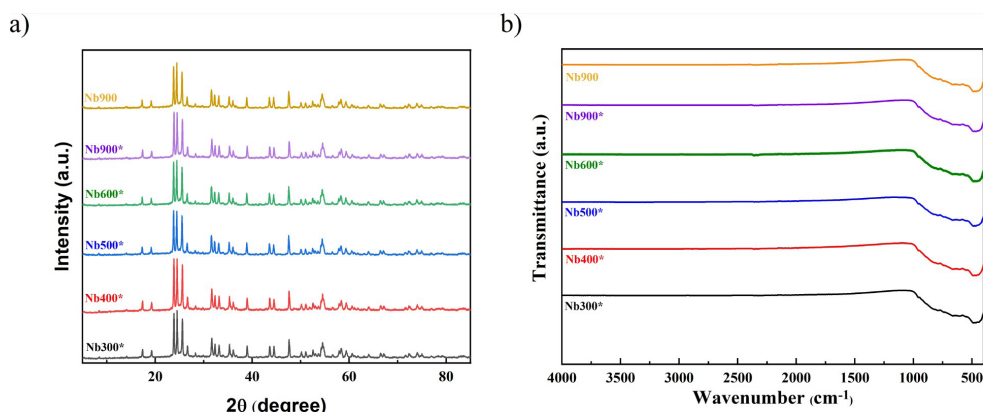 a)
Intensity (a.u.)
Nb900
Nb900*
Nb600*
Nb500*
Nb400*
Nb300*
20
40
60
80
2θ (degree)
b)
Transmittance (a.u.)
Nb900
Nb900*
Nb600*
Nb500*
Nb400*
Nb300*
4000
3500
3000
2500
2000
1500
1000
500
Wavenumber (cm⁻¹)